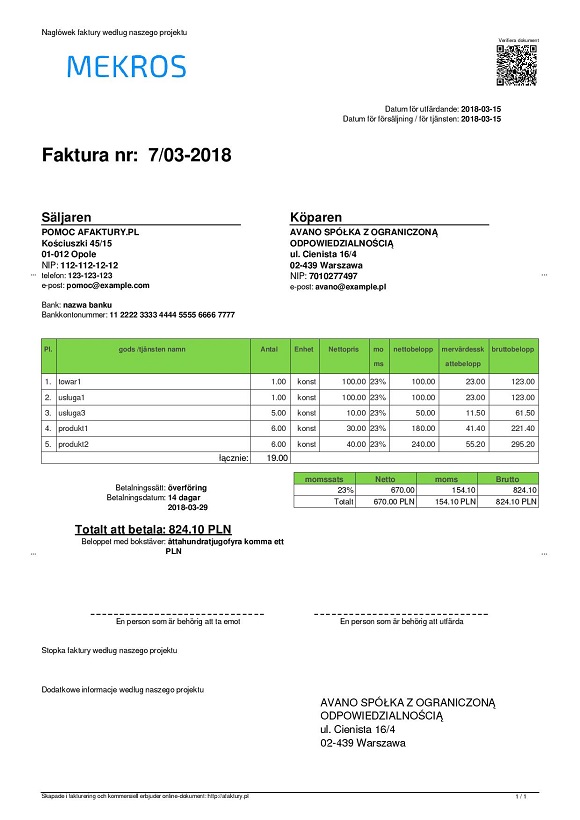 Nagłówek faktury według naszego projektu
Verifiera dokument
MEKROS
Datum för utfärdande: 2018-03-15
Datum för försäljning / för tjänsten: 2018-03-15
Faktura nr: 7/03-2018
Säljaren
POMOC AFAKTURY.PL
Kościuszki 45/15
01-012 Opole
NIP: 112-112-12-12
telefon: 123-123-123
e-post: pomoc@example.com
Bank: nazwa banku
Bankkontonummer: 11 2222 3333 4444 5555 6666 7777
Köparen
AVANO SPÓŁKA Z OGRANICZONĄ
ODPOWIEDZIALNOŚCIĄ
ul. Cienista 16/4
02-439 Warszawa
NIP: 7010277497
e-post: avano@example.pl
Pl. gods /tjänsten namn Antal Enhet Nettopris mo ms nettobelopp mervärdessk attebelopp bruttobelopp
1. towar1 1.00 konst 100.00 23% 100.00 23.00 123.00
2. usługa1 1.00 konst 100.00 23% 100.00 23.00 123.00
3. usługa3 5.00 konst 10.00 23% 50.00 11.50 61.50
4. produkt1 6.00 konst 30.00 23% 180.00 41.40 221.40
5. produkt2 6.00 konst 40.00 23% 240.00 55.20 295.20
łącznie: 19.00
momssats Netto moms Brutto
23% 670.00 154.10 824.10
Totalt 670.00 PLN 154.10 PLN 824.10 PLN
Betalningssätt: överföring
Betalningsdatum: 14 dagar
2018-03-29
Totalt att betala: 824.10 PLN
Beloppet med bokstäver: åttahundratjugofyra komma ett
PLN
En person som är behörig att ta emot
En person som är behörig att utfärda
Stopka faktury według naszego projektu
Dodatkowe informacje według naszego projektu
AVANO SPÓŁKA Z OGRANICZONĄ
ODPOWIEDZIALNOŚCIĄ
ul. Cienista 16/4
02-439 Warszawa
Skapade i fakturering och kommersiell erbjuder online-dokument: http://afaktury.pl
1 / 1